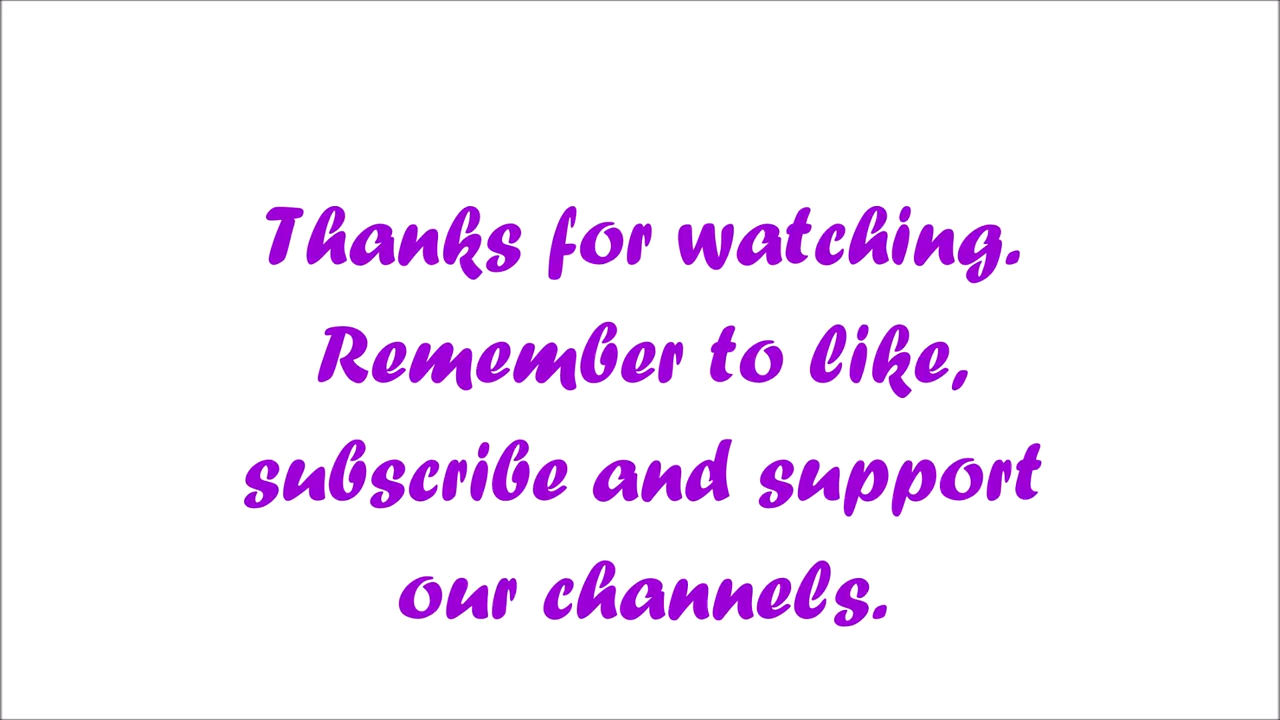 Thanks for watching.
Remember to like,
subscribe and support
our channels.